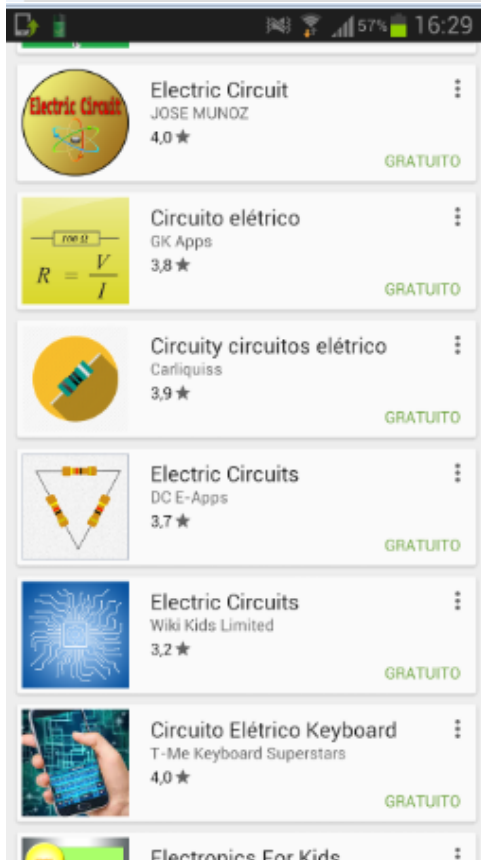 57% 16:29
Electric Circuit
Electric Circuit
JOSE MUNOZ
4,0★
GRATUITO
100 Ω
R = V
I
Circuito elétrico
GK Apps
3,8★
GRATUITO
Circuity circuitos elétrico
Carliquiss
3,9★
GRATUITO
Electric Circuits
DC E-Apps
3,7★
GRATUITO
Electric Circuits
Wiki Kids Limited
3,2★
GRATUITO
Circuito Elétrico Keyboard
T-Me Keyboard Superstars
4,0★
GRATUITO
Electronics For Kids